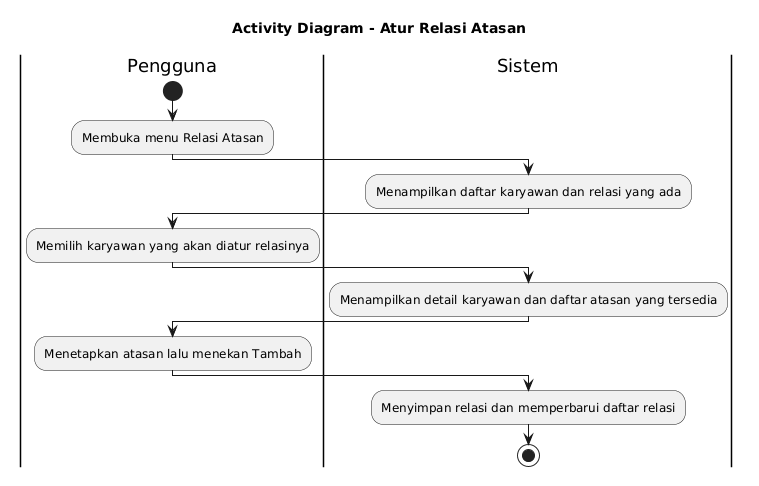 Activity Diagram - Atur Relasi Atasan
Pengguna
Sistem
Membuka menu Relasi Atasan
Menampilkan daftar karyawan dan relasi yang ada
Memilih karyawan yang akan diatur relasinya
Menampilkan detail karyawan dan daftar atasan yang tersedia
Menetapkan atasan lalu menekan Tambah
Menyimpan relasi dan memperbarui daftar relasi